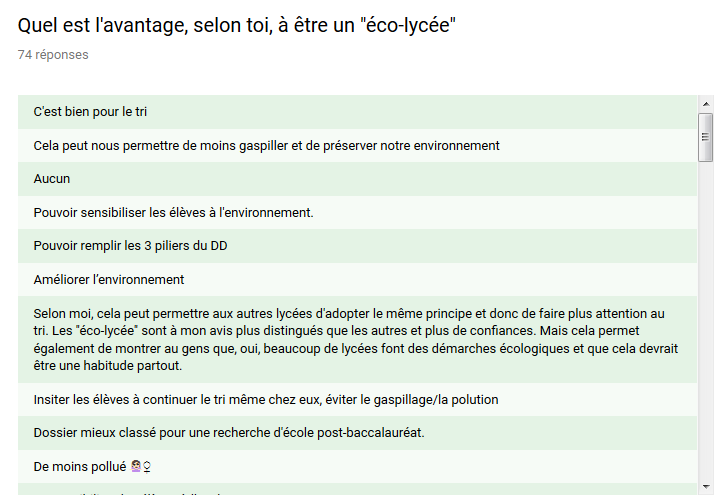 Quel est l'avantage, selon toi, à être un "éco-lycée"
74 réponses
C'est bien pour le tri
Cela peut nous permettre de moins gaspiller et de préserver notre environnement
Aucun
Pouvoir sensibiliser les élèves à l'environnement.
Pouvoir remplir les 3 piliers du DD
Améliorer l'environnement
Selon moi, cela peut permettre aux autres lycées d'adopter le même principe et donc de faire plus attention au
tri. Les "éco-lycée" sont à mon avis plus distingués que les autres et plus de confiances. Mais cela permet
également de montrer au gens que, oui, beaucoup de lycées font des démarches écologiques et que cela devrait
être une habitude partout.
Insiter les élèves à continuer le tri même chez eux, éviter le gaspillage/la polution
Dossier mieux classé pour une recherche d'école post-baccalauréat.
De moins pollué 🤷🏻♀